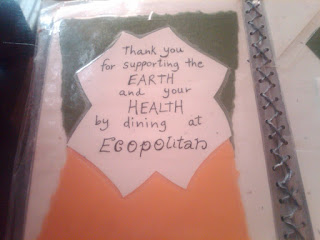 Thank you
for supporting the
EARTH
and your
HEALTH
by dining at
Ecopolitan